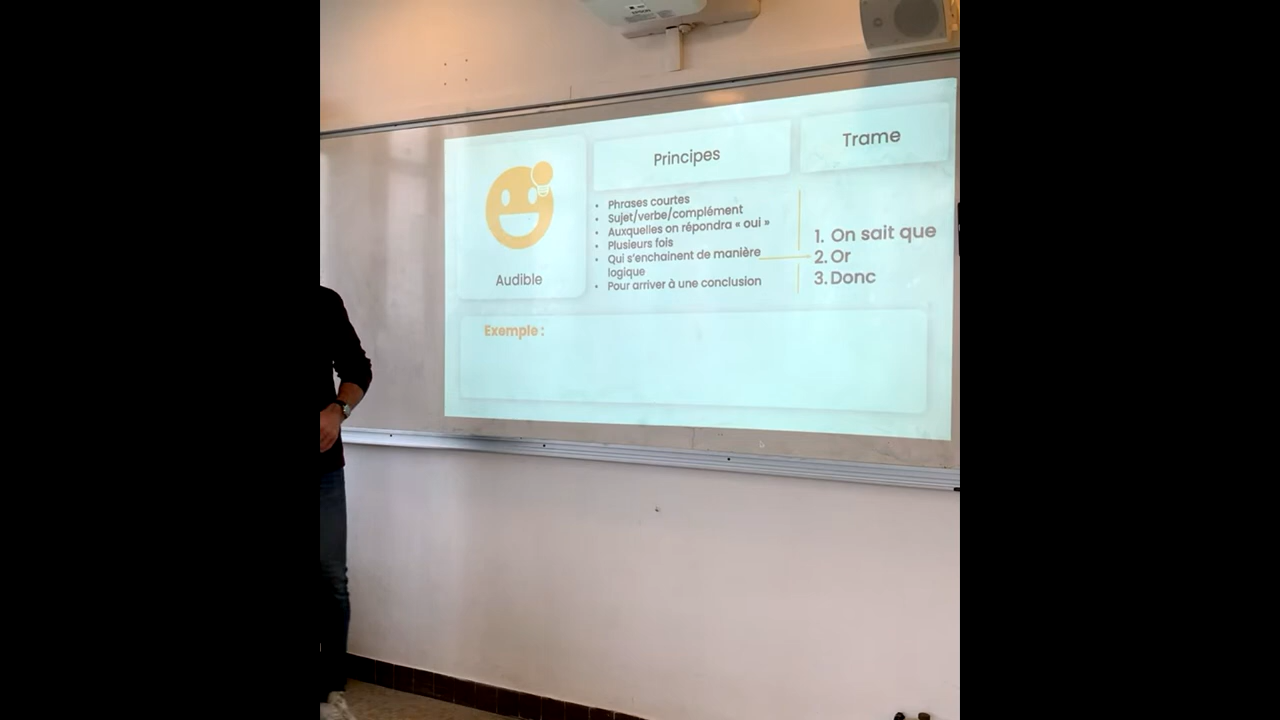 EPSON
Principes
Trame
Phrases courtes
Sujet/verbe/complément
Auxquelles on répondra « oui »
Plusieurs fois
Qui s'enchainent de manière
logique
Pour arriver à une conclusion
1. On sait que
2. Or
3. Donc
Audible
Exemple :